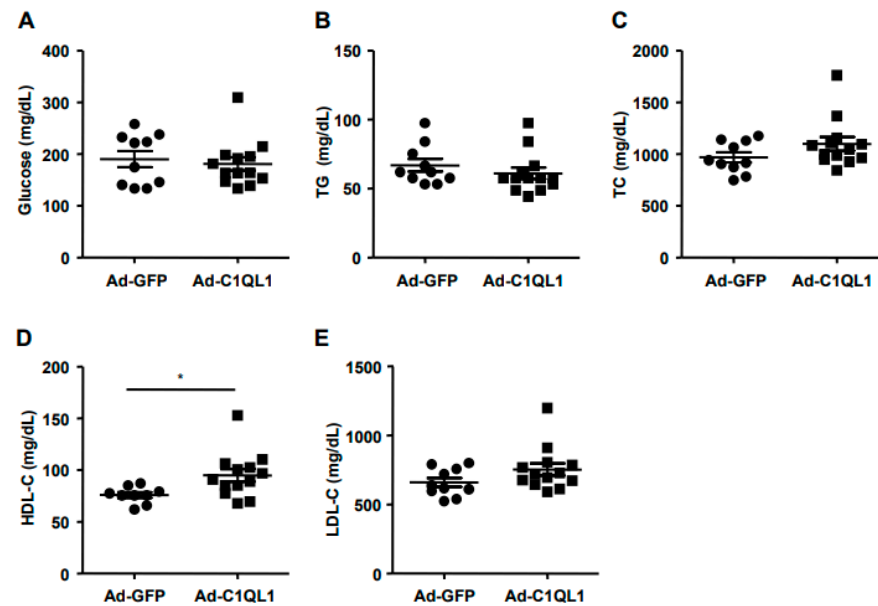 A
Glucose (mg/dL)
400
300
200
100
0
Ad-GFP Ad-C1QL1
B
TG (mg/dL)
150
100
50
0
Ad-GFP Ad-C1QL1
C
TC (mg/dL)
2000
1500
1000
500
0
Ad-GFP Ad-C1QL1
D
HDL-C (mg/dL)
200
150
100
50
0
*
Ad-GFP Ad-C1QL1
E
LDL-C (mg/dL)
1500
1000
500
0
Ad-GFP Ad-C1QL1